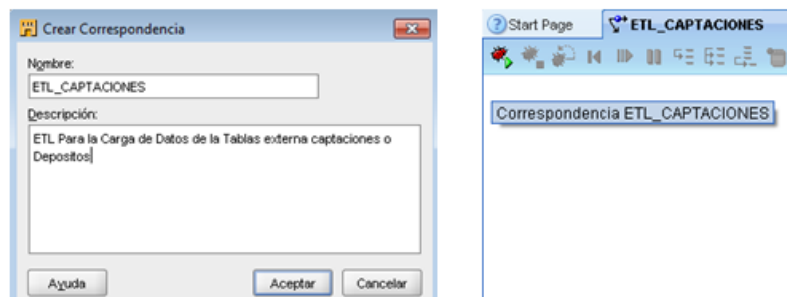 Crear Correspondencia
Nombre:
ETL_CAPTACIONES
Descripción:
ETL Para la Carga de Datos de la Tablas externa captaciones o
Depositos
Ayuda
Aceptar
Cancelar
Start Page
ETL_CAPTACIONES
Correspondencia ETL_CAPTACIONES